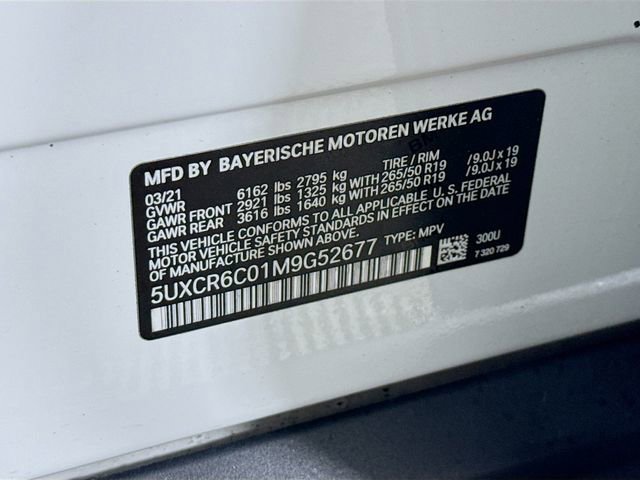 MFD BY BAYERISCHE MOTOREN WERKE AG
03/21 TIRE / RIM
GVWR 6162 lbs 2795 kg
GAWR FRONT 2921 lbs 1325 kg WITH 265/50 R19 /9.0J x 19
GAWR REAR 3616 lbs 1640 kg WITH 265/50 R19 /9.0J x 19
THIS VEHICLE CONFORMS TO ALL APPLICABLE U.S. FEDERAL
MOTOR VEHICLE SAFETY STANDARDS IN EFFECT ON THE
DATE OF MANUFACTURE SHOWN ABOVE.
5UXCR6C01M9G52677 TYPE: MPV
300U
7 320 729